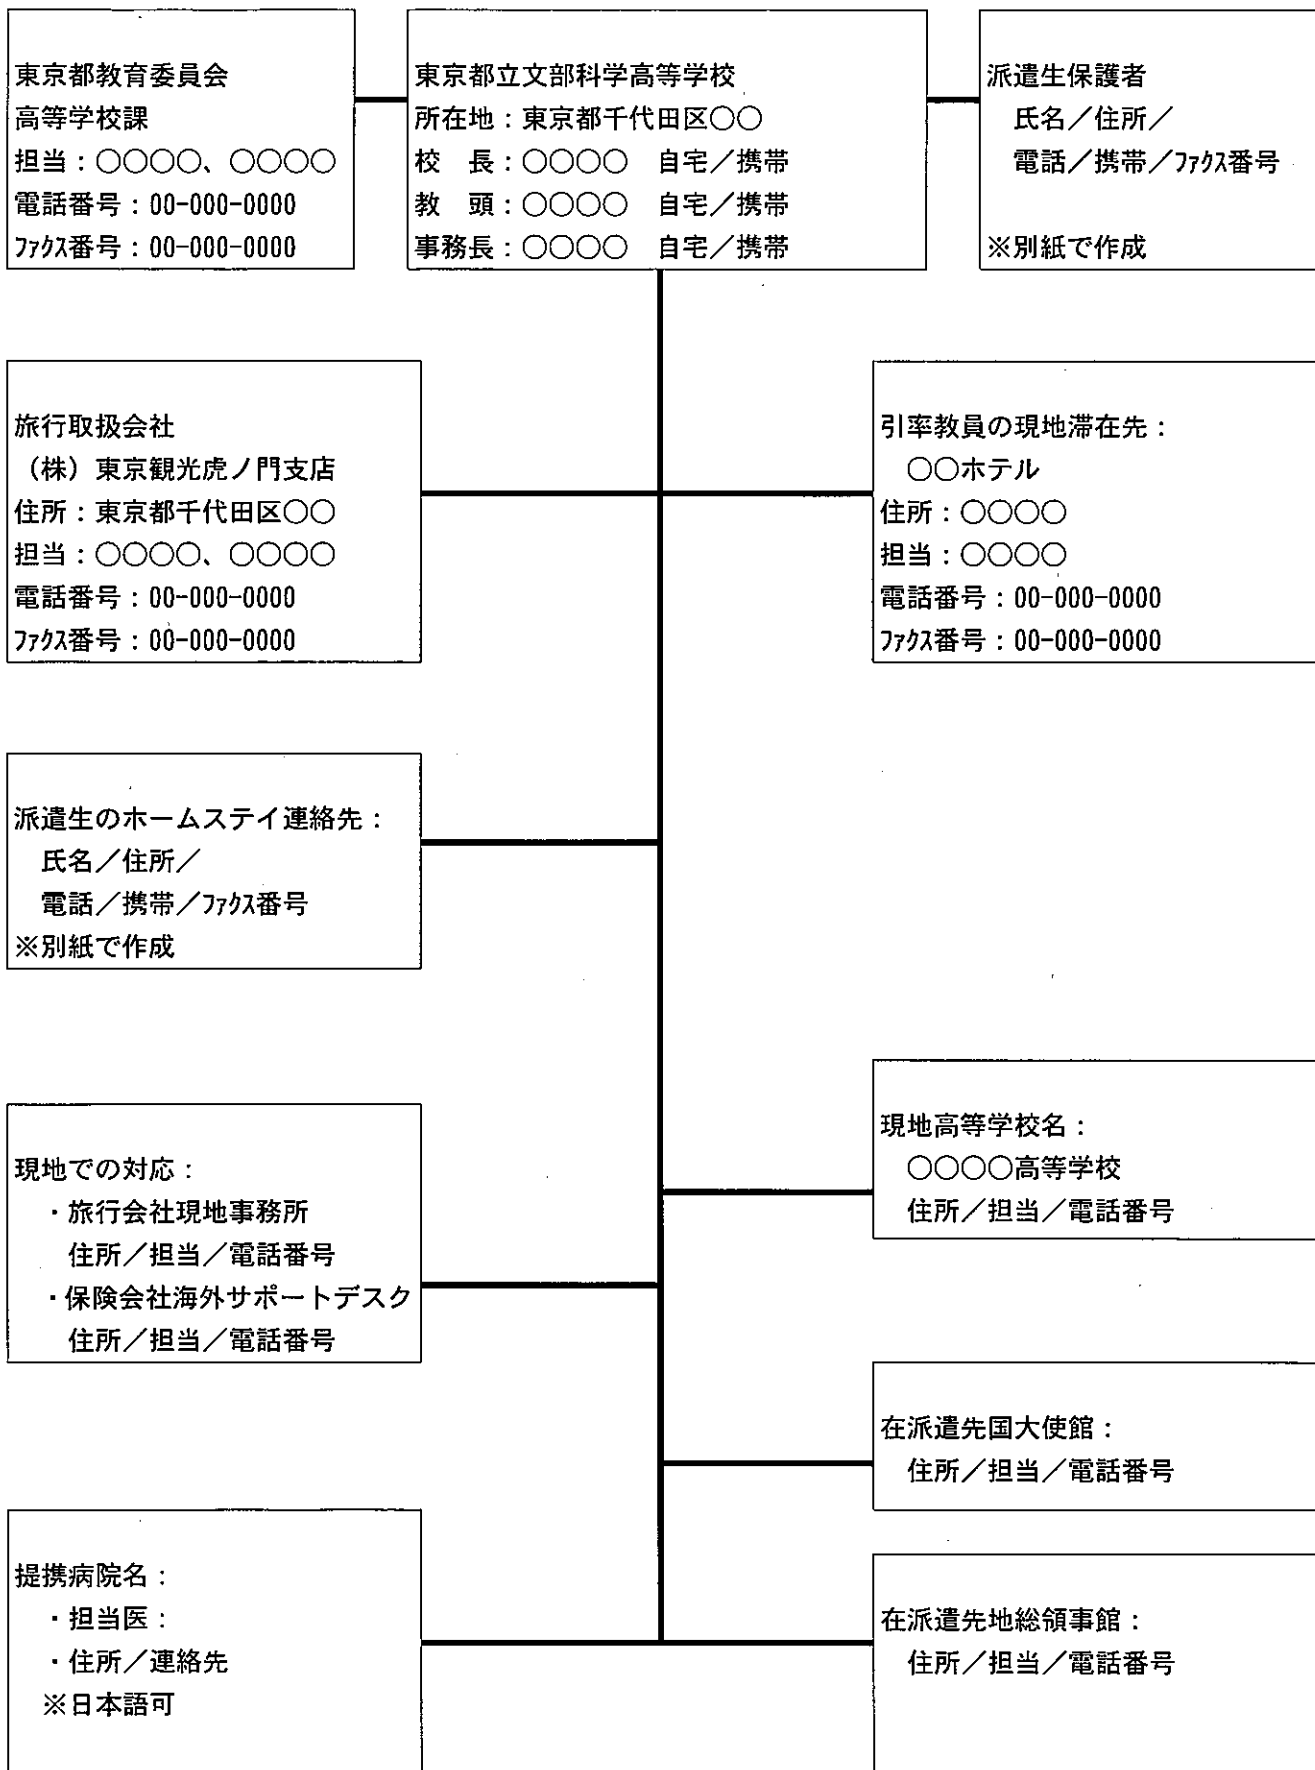 東京都教育委員会
高等学校課
担当：○○○○、○○○○
電話番号：00-000-0000
ﾌｧｸｽ番号：00-000-0000
東京都立文部科学高等学校
所在地：東京都千代田区○○
校　長：○○○○　自宅／携帯
教　頭：○○○○　自宅／携帯
事務長：○○○○　自宅／携帯
派遣生保護者
氏名／住所／
電話／携帯／ﾌｧｸｽ番号
※別紙で作成
旅行取扱会社
（株）東京観光虎ノ門支店
住所：東京都千代田区○○
担当：○○○○、○○○○
電話番号：00-000-0000
ﾌｧｸｽ番号：00-000-0000
引率教員の現地滞在先：
○○ホテル
住所：○○○○
担当：○○○○
電話番号：00-000-0000
ﾌｧｸｽ番号：00-000-0000
派遣生のホームステイ連絡先：
氏名／住所／
電話／携帯／ﾌｧｸｽ番号
※別紙で作成
現地での対応：
・旅行会社現地事務所
住所／担当／電話番号
・保険会社海外サポートデスク
住所／担当／電話番号
現地高等学校名：
○○○○高等学校
住所／担当／電話番号
在派遣先国大使館：
住所／担当／電話番号
提携病院名：
・担当医：
・住所／連絡先
※日本語可
在派遣先地総領事館：
住所／担当／電話番号